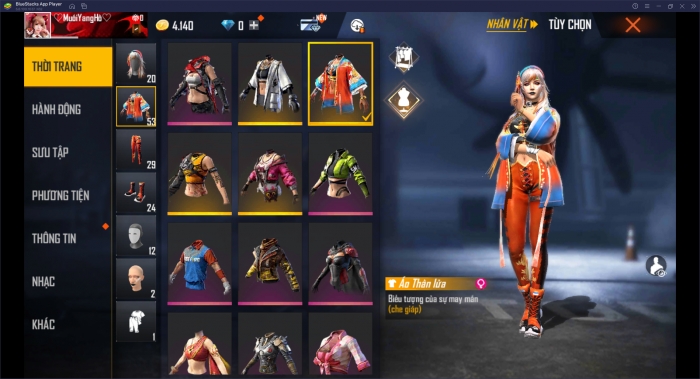 BlueStacks App Player
MuốiYangHồ
0
4.140
0
NEW
NHÂN VẬT
TÙY CHỌN
THỜI TRANG
HÀNH ĐỘNG
SƯU TẬP
PHƯƠNG TIỆN
THÔNG TIN
NHẠC
KHÁC
20
53
29
24
12
2
1
Áo Thần lửa
Biểu tượng của sự may mắn
(che giáp)